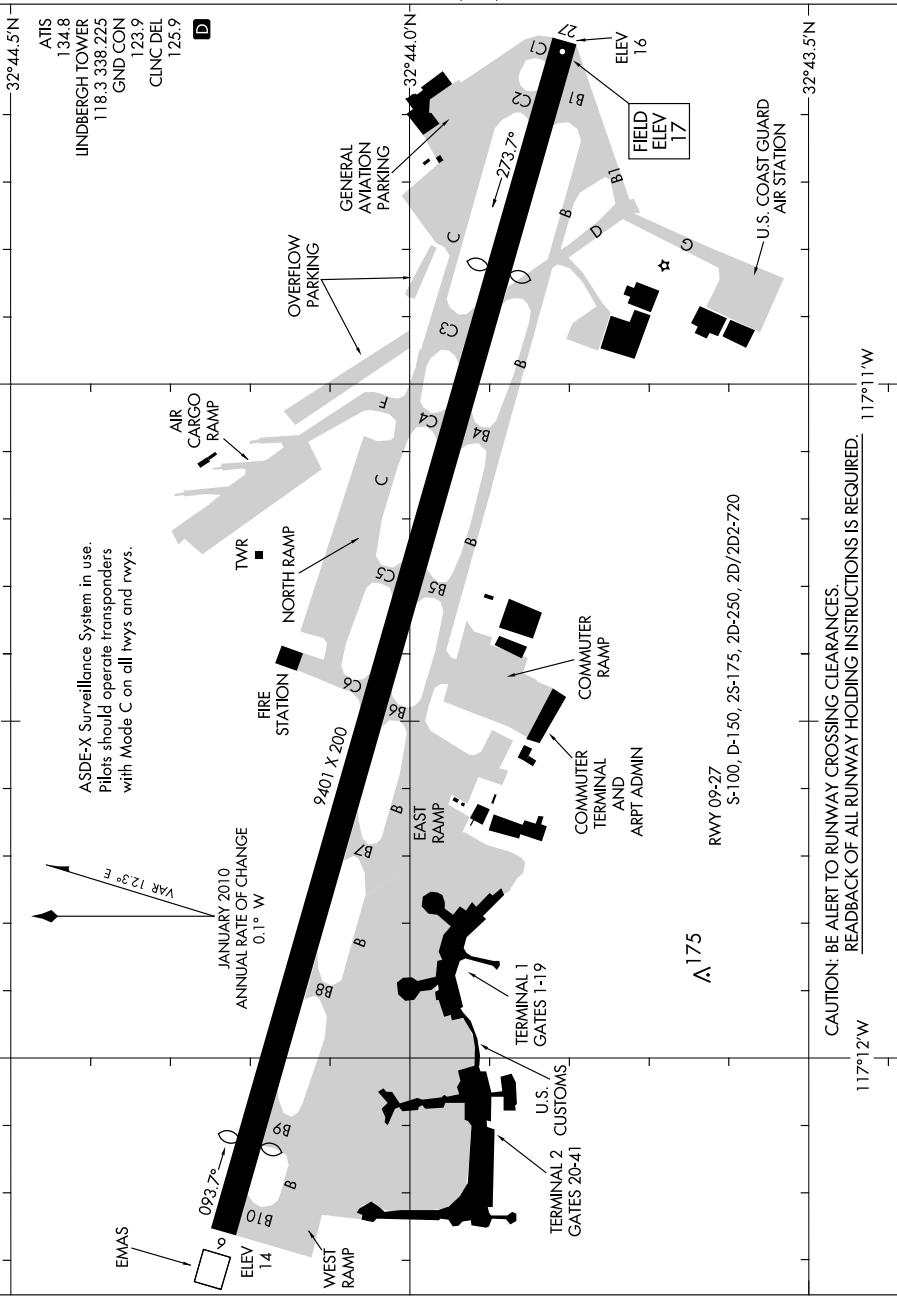 32°44.5'N
32°44.0'N
32°43.5'N
ATIS
134.8
LINDBERGH TOWER
118.3 338.225
GND CON
123.9
CLNC DEL
125.9
D
ASDE-X Surveillance System in use.
Pilots should operate transponders
with Mode C on all twys and rwys.
VAR 12.3° E
JANUARY 2010
ANNUAL RATE OF CHANGE
0.1° W
EMAS
9
ELEV
14
093.7°
WEST
RAMP
B10
B
B9
B8
B
B7
B
B6
C6
9401 X 200
FIRE
STATION
TWR
NORTH RAMP
AIR
CARGO
RAMP
OVERFLOW
PARKING
GENERAL
AVIATION
PARKING
C5
B5
C
B
F
C4
B4
C3
B
C
273.7°
B
C2
C1
B1
27
ELEV
16
FIELD
ELEV
17
B1
D
G
U.S. COAST GUARD
AIR STATION
EAST
RAMP
COMMUTER
RAMP
COMMUTER
TERMINAL
AND
ARPT ADMIN
TERMINAL 1
GATES 1-19
U.S.
CUSTOMS
TERMINAL 2
GATES 20-41
175
RWY 09-27
S-100, D-150, 2S-175, 2D-250, 2D/2D2-720
CAUTION: BE ALERT TO RUNWAY CROSSING CLEARANCES.
READBACK OF ALL RUNWAY HOLDING INSTRUCTIONS IS REQUIRED.
117°12'W
117°11'W